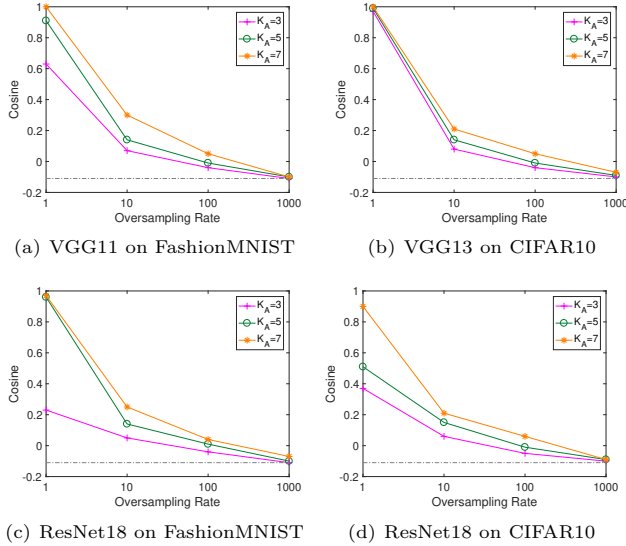 1
0.8
0.6
0.4
0.2
0
-0.2
Cosine
K_A=3
K_A=5
K_A=7
1 10 100 1000
Oversampling Rate
(a) VGG11 on FashionMNIST
1
0.8
0.6
0.4
0.2
0
-0.2
Cosine
K_A=3
K_A=5
K_A=7
1 10 100 1000
Oversampling Rate
(b) VGG13 on CIFAR10
1
0.8
0.6
0.4
0.2
0
-0.2
Cosine
K_A=3
K_A=5
K_A=7
1 10 100 1000
Oversampling Rate
(c) ResNet18 on FashionMNIST
1
0.8
0.6
0.4
0.2
0
-0.2
Cosine
K_A=3
K_A=5
K_A=7
1 10 100 1000
Oversampling Rate
(d) ResNet18 on CIFAR10